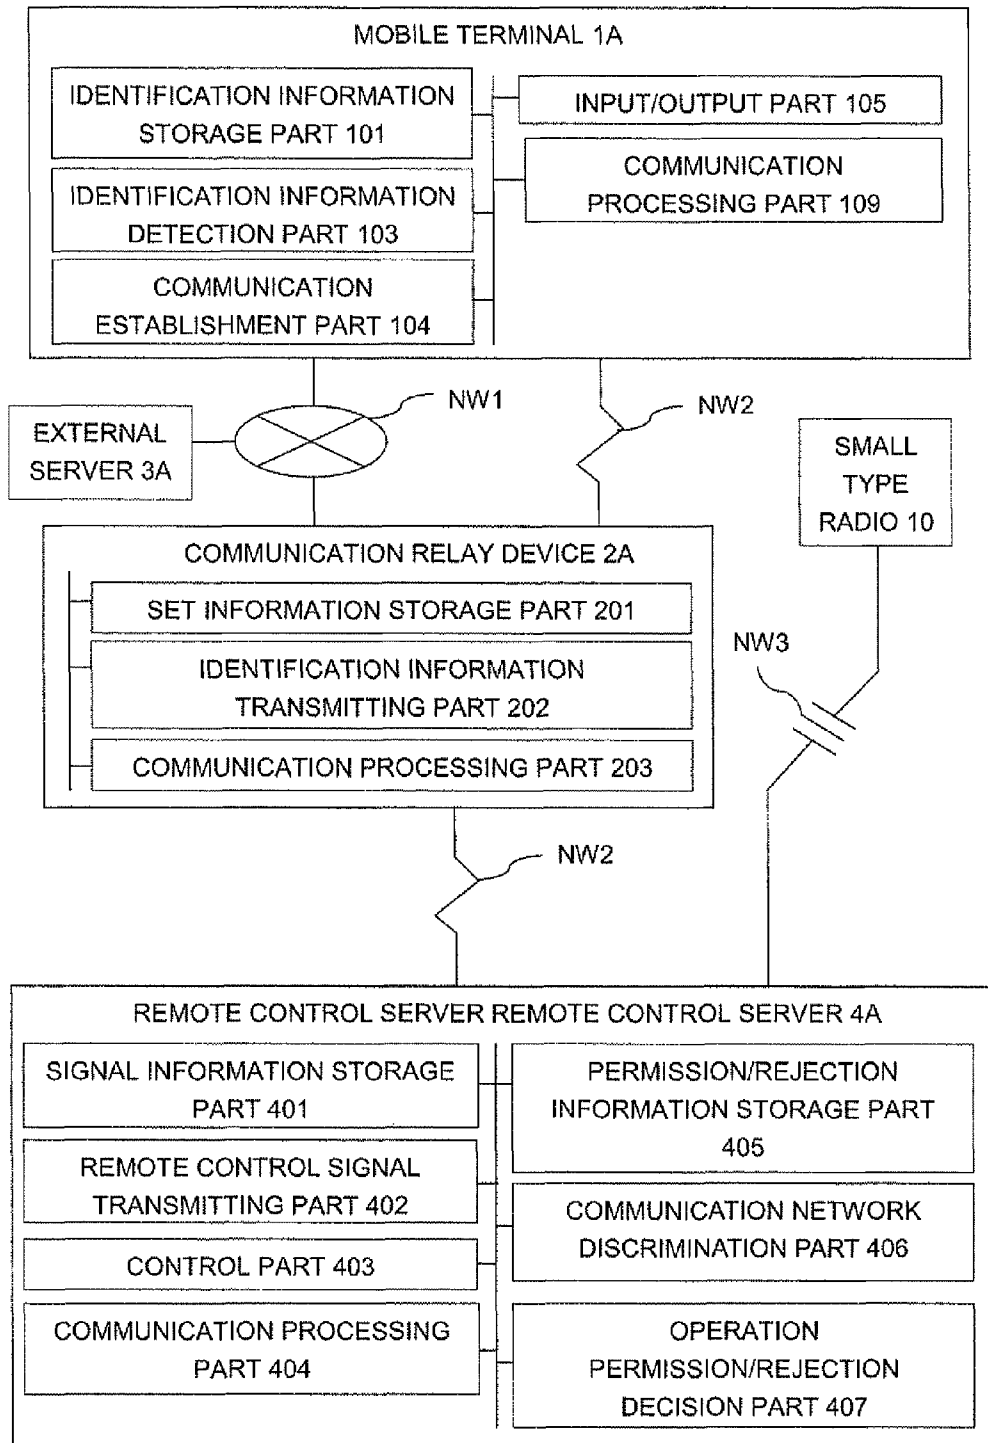 MOBILE TERMINAL 1A
IDENTIFICATION INFORMATION
STORAGE PART 101
IDENTIFICATION INFORMATION
DETECTION PART 103
COMMUNICATION
ESTABLISHMENT PART 104
INPUT/OUTPUT PART 105
COMMUNICATION
PROCESSING PART 109
EXTERNAL
SERVER 3A
NW1
NW2
SMALL
TYPE
RADIO 10
COMMUNICATION RELAY DEVICE 2A
SET INFORMATION STORAGE PART 201
IDENTIFICATION INFORMATION
TRANSMITTING PART 202
COMMUNICATION PROCESSING PART 203
NW3
NW2
REMOTE CONTROL SERVER REMOTE CONTROL SERVER 4A
SIGNAL INFORMATION STORAGE
PART 401
REMOTE CONTROL SIGNAL
TRANSMITTING PART 402
CONTROL PART 403
COMMUNICATION PROCESSING
PART 404
PERMISSION/REJECTION
INFORMATION STORAGE PART
405
COMMUNICATION NETWORK
DISCRIMINATION PART 406
OPERATION
PERMISSION/REJECTION
DECISION PART 407